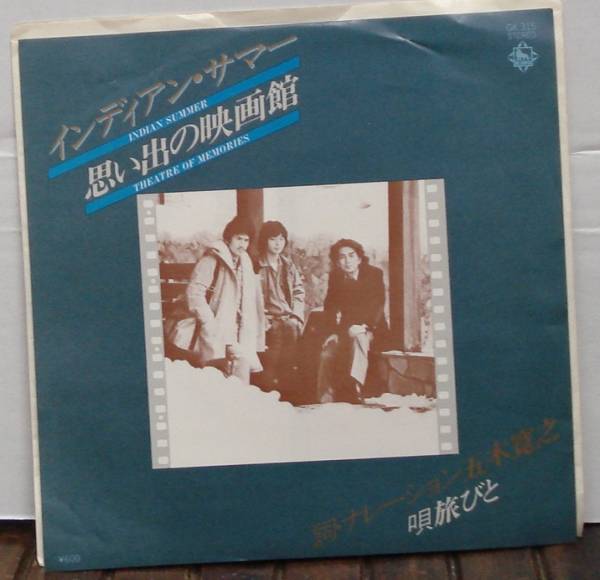 GK 215
STEREO
インディアン・サマー
INDIAN SUMMER
思い出の映画館
THEATRE OF MEMORIES
詞・ナレーション 五木寛之
唄 旅びと
¥600